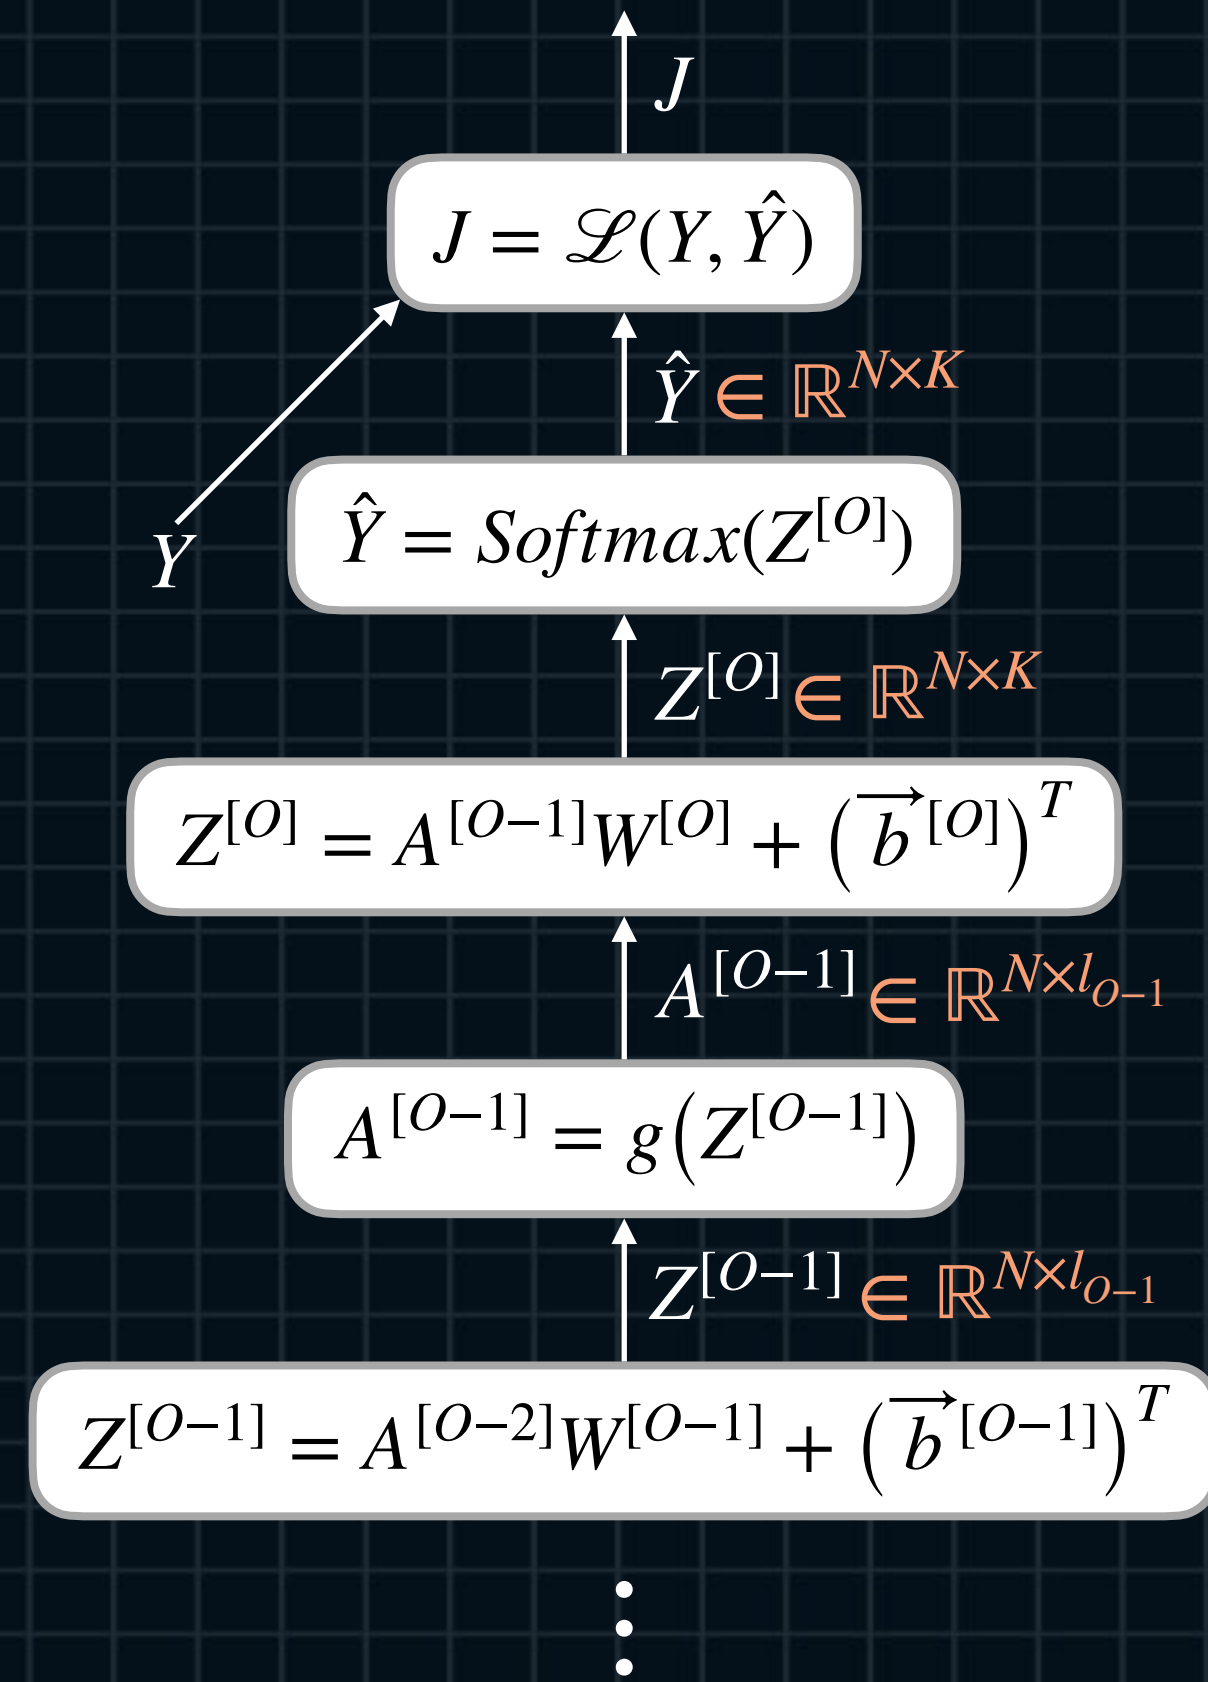 J
J = ℒ(Y, Ŷ)
Ŷ ∈ ℝ^{N×K}
Ŷ = Softmax(Z^{[O]})
Y
Z^{[O]} ∈ ℝ^{N×K}
Z^{[O]} = A^{[O−1]}W^{[O]} + (b⃗^{[O]})^T
A^{[O−1]} ∈ ℝ^{N×l_{O−1}}
A^{[O−1]} = g(Z^{[O−1]})
Z^{[O−1]} ∈ ℝ^{N×l_{O−1}}
Z^{[O−1]} = A^{[O−2]}W^{[O−1]} + (b⃗^{[O−1]})^T